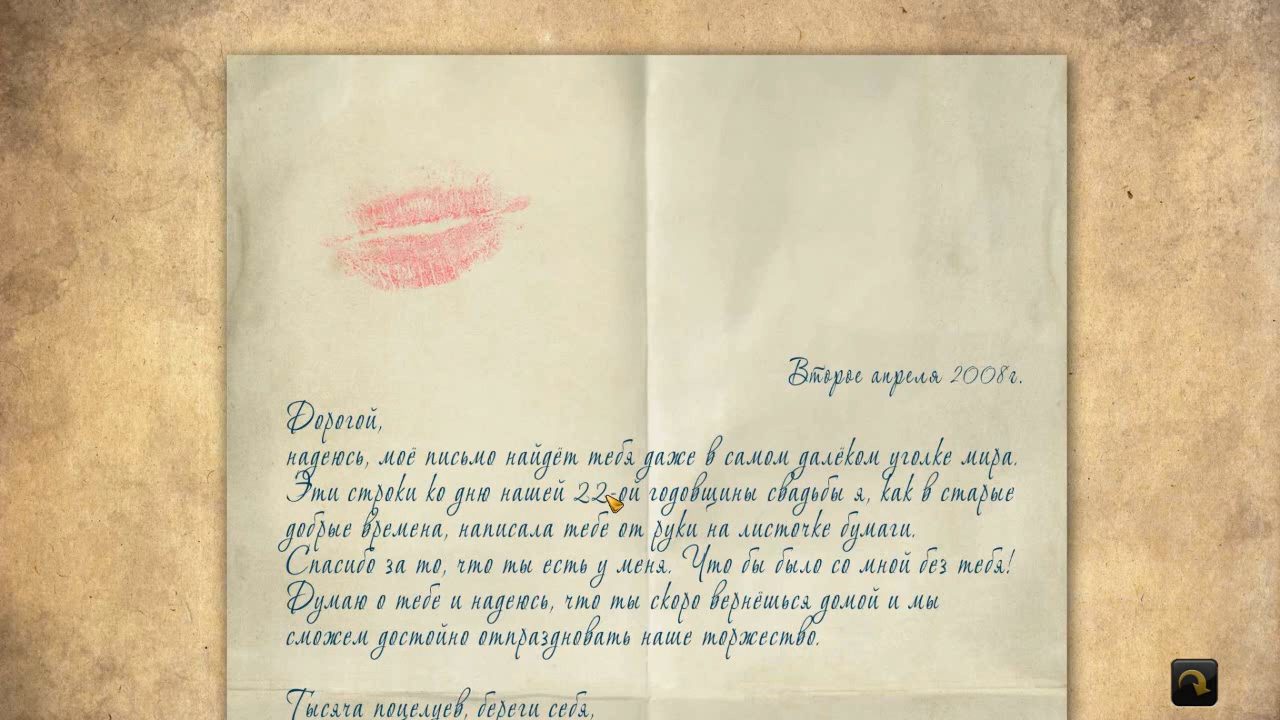 Второе апреля 2008г.
Дорогой,
надеюсь, моё письмо найдёт тебя даже в самом далёком уголке мира.
Эти строки ко дню нашей 22-ой годовщины свадьбы я, как в старые
добрые времена, написала тебе от руки на листочке бумаги.
Спасибо за то, что ты есть у меня. Что бы было со мной без тебя!
Думаю о тебе и надеюсь, что ты скоро вернёшься домой и мы
сможем достойно отпраздновать наше торжество.
Тысяча поцелуев, береги себя,